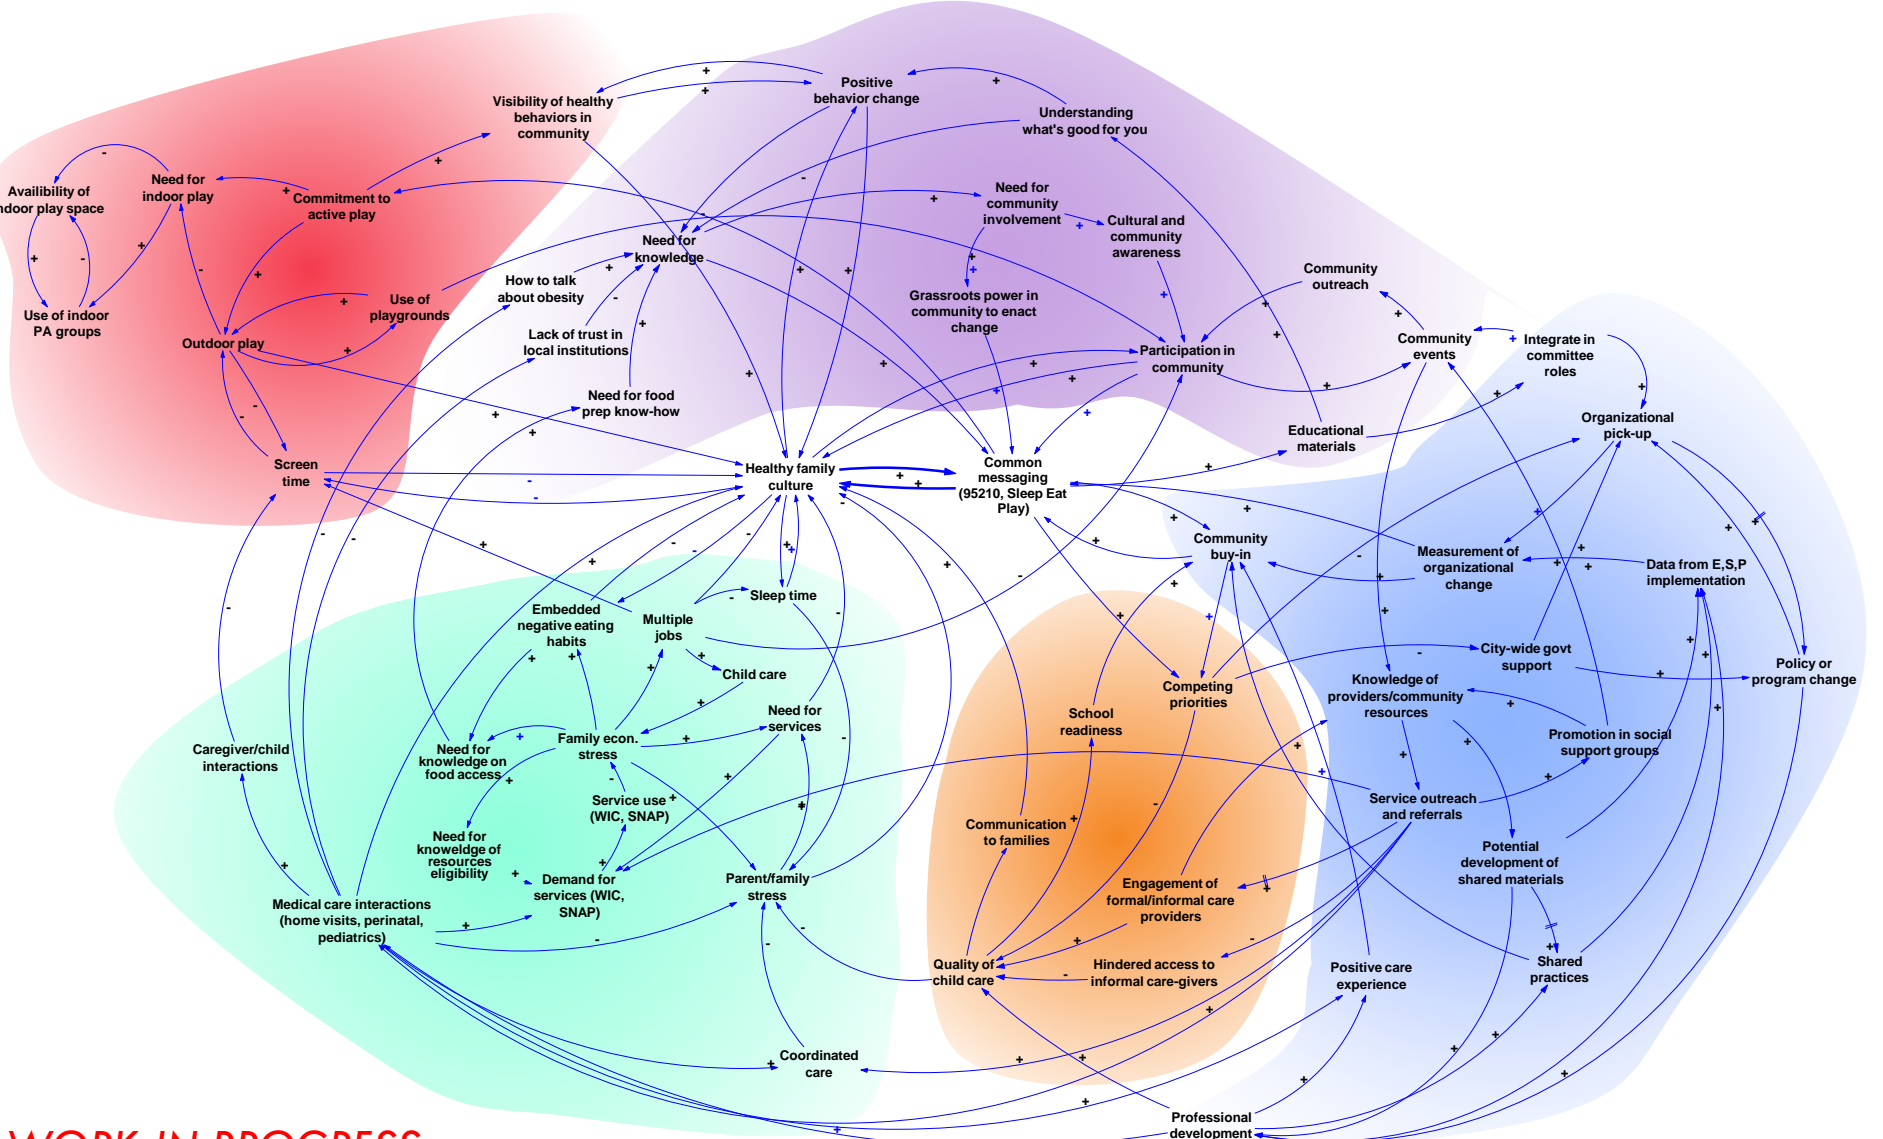 Positive
behavior change
Visibility of healthy
behaviors in
community
Understanding
what's good for you
Need for
indoor play
Availibility of
ndoor play space
Commitment to
active play
Need for
community
involvement
Cultural and
community
awareness
Need for
knowledge
How to talk
about obesity
Community
outreach
Use of
playgrounds
Grassroots power in
community to enact
change
Use of indoor
PA groups
Outdoor play
Lack of trust in
local institutions
Participation in
community
Community
events
Integrate in
committee
roles
Need for food
prep know-how
Organizational
pick-up
Educational
materials
Screen
time
Healthy family
culture
Common
messaging
(95210, Sleep Eat
Play)
Community
buy-in
Measurement of
organizational
change
Data from E,S,P
implementation
Sleep time
Embedded
negative eating
habits
Multiple
jobs
City-wide govt
support
Policy or
program change
Child care
Competing
priorities
Knowledge of
providers/community
resources
School
readiness
Need for
services
Promotion in social
support groups
Caregiver/child
interactions
Need for
knowledge on
food access
Family econ.
stress
Service use
(WIC, SNAP)
Service outreach
and referrals
Communication
to families
Need for
knoweldge of
resources
eligibility
Potential
development of
shared materials
Demand for
services (WIC,
SNAP)
Parent/family
stress
Engagement of
formal/informal care
providers
Medical care interactions
(home visits, perinatal,
pediatrics)
Quality of
child care
Hindered access to
informal care-givers
Positive care
experience
Shared
practices
Coordinated
care
Professional
development
WORK IN PROGRESS